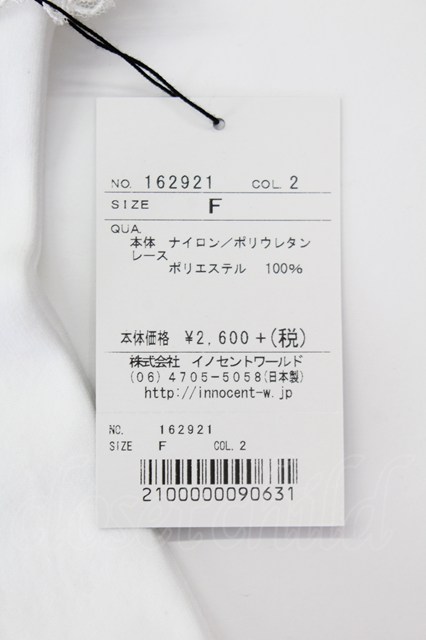 NO. 162921 COL. 2
SIZE F
QUA.
本体 ナイロン/ポリウレタン
レース
ポリエステル 100%
本体価格 ¥2,600+(税)
株式会社 イノセントワールド
(06) 4705-5058(日本製)
http://innocent-w.jp
NO. 162921
SIZE F COL. 2
2100000090631